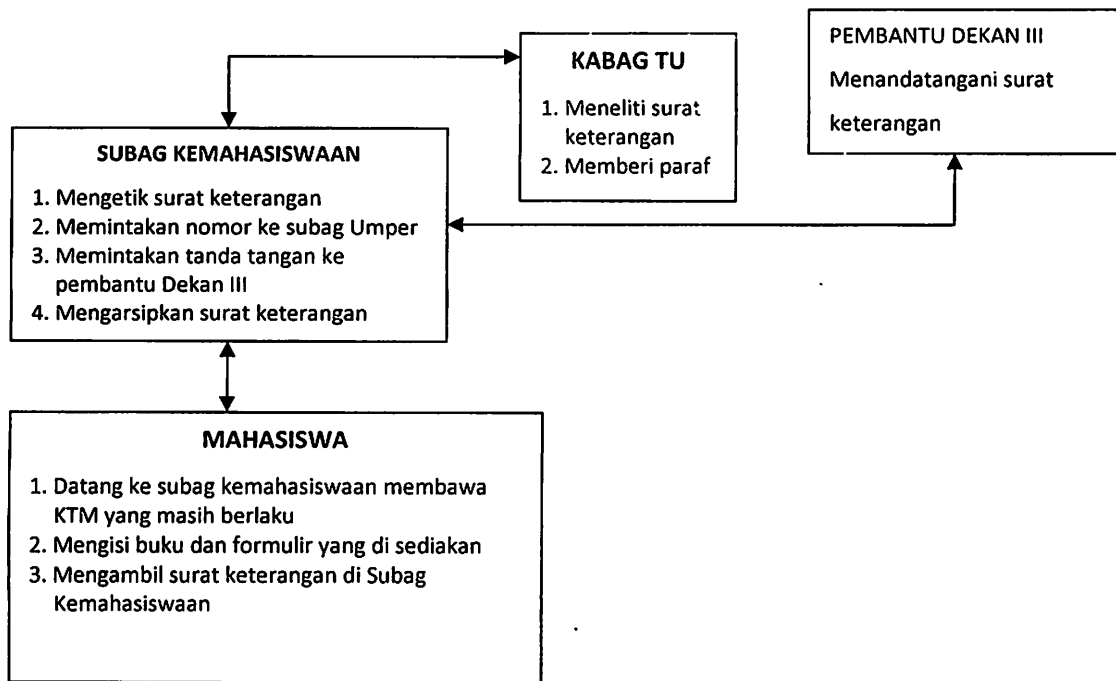 KABAG TU
1. Meneliti surat
keterangan
2. Memberi paraf
PEMBANTU DEKAN III
Menandatangani surat
keterangan
SUBAG KEMAHASISWAAN
1. Mengetik surat keterangan
2. Memintakan nomor ke subag Umper
3. Memintakan tanda tangan ke
pembantu Dekan III
4. Mengarsipkan surat keterangan
MAHASISWA
1. Datang ke subag kemahasiswaan membawa
KTM yang masih berlaku
2. Mengisi buku dan formulir yang di sediakan
3. Mengambil surat keterangan di Subag
Kemahasiswaan